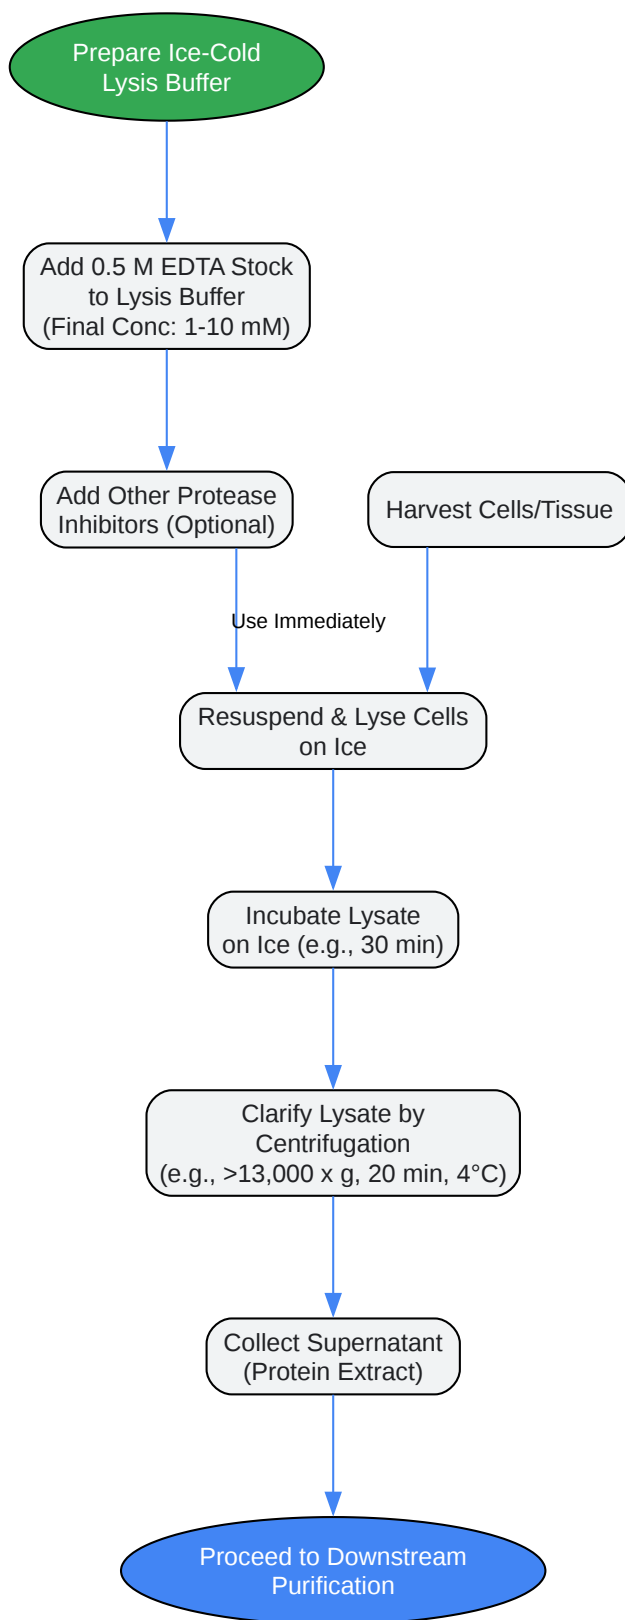 Prepare Ice-Cold
Lysis Buffer
Add 0.5 M EDTA Stock
to Lysis Buffer
(Final Conc: 1-10 mM)
Add Other Protease
Inhibitors (Optional)
Harvest Cells/Tissue
Use Immediately
Resuspend & Lyse Cells
on Ice
Incubate Lysate
on Ice (e.g., 30 min)
Clarify Lysate by
Centrifugation
(e.g., >13,000 x g, 20 min, 4°C)
Collect Supernatant
(Protein Extract)
Proceed to Downstream
Purification